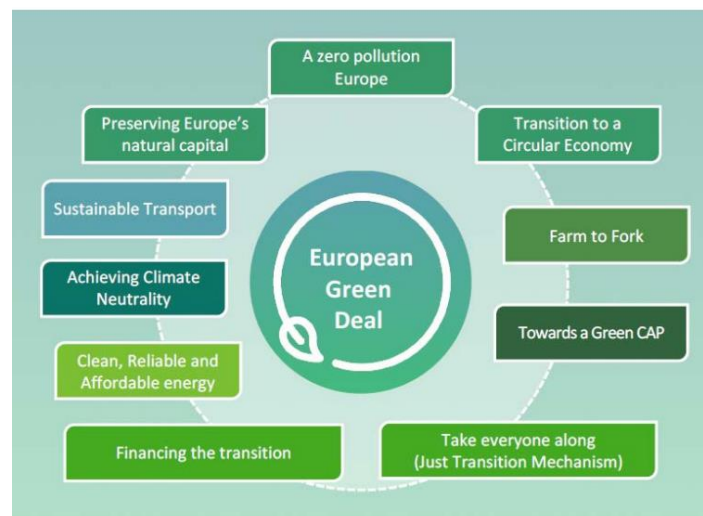 A zero pollution
Europe
Preserving Europe's
natural capital
Transition to a
Circular Economy
Sustainable Transport
Farm to Fork
European
Green
Deal
Achieving Climate
Neutrality
Towards a Green CAP
Clean, Reliable and
Affordable energy
Financing the transition
Take everyone along
(Just Transition Mechanism)